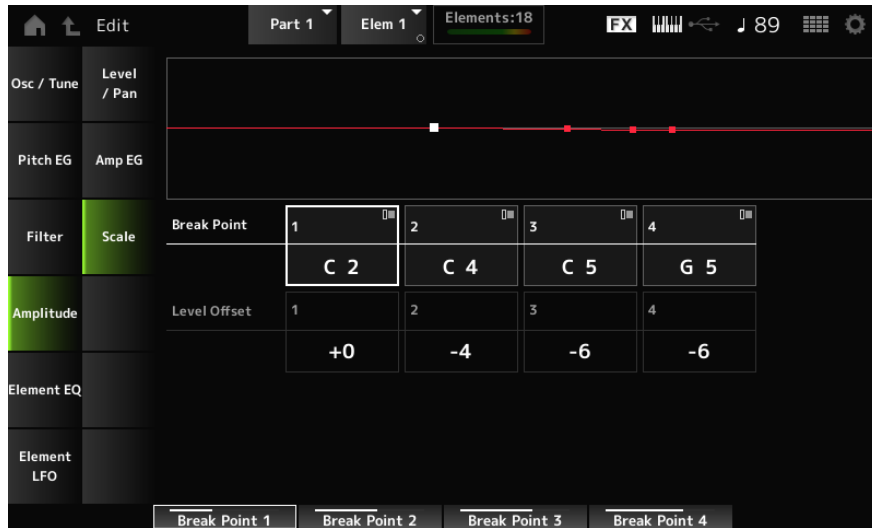 Edit
Part 1
Elem 1
Elements:18
FX
♩ 89
Osc / Tune
Level
/ Pan
Pitch EG
Amp EG
Filter
Scale
Break Point
1
2
3
4
C 2
C 4
C 5
G 5
Amplitude
Level Offset
1
2
3
4
+0
-4
-6
-6
Element EQ
Element
LFO
Break Point 1
Break Point 2
Break Point 3
Break Point 4